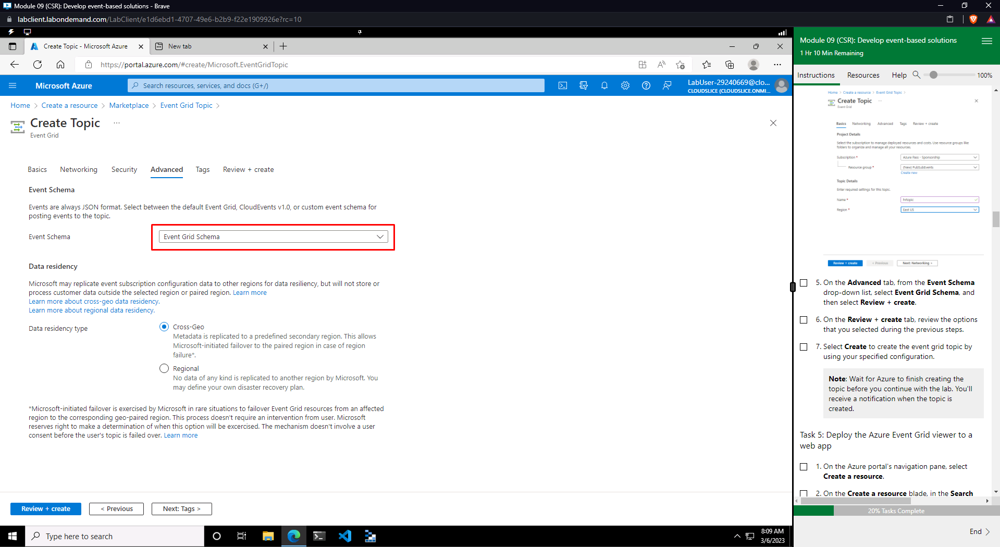 Module 09 (CSR): Develop event-based solutions - Brave
labclient.labondemand.com/LabClient/e1d6ebd1-4707-49e6-b2b9-f22e1909926e?rc=10
Create Topic - Microsoft Azure
New tab
https://portal.azure.com/#create/Microsoft.EventGridTopic
Microsoft Azure
Search resources, services, and docs (G+/)
LabUser-29240669@clo...
CLOUDSLICE (CLOUDSLICE.ONMI...
Home > Create a resource > Marketplace > Event Grid Topic >
Create Topic ...
Event Grid
Basics Networking Security Advanced Tags Review + create
Event Schema
Events are always JSON format. Select between the default Event Grid, CloudEvents v1.0, or custom event schema for
posting events to the topic.
Event Schema
Event Grid Schema
Data residency
Microsoft may replicate event subscription configuration data to other regions for data resiliency, but will not store or
process customer data outside the selected region or paired region. Learn more
Learn more about cross-geo data residency.
Learn more about regional data residency.
Data residency type
Cross-Geo
Metadata is replicated to a predefined secondary region. This allows
Microsoft-initiated failover to the paired region in case of region
failure*.
Regional
No data of any kind is replicated to another region by Microsoft. You
may define your own disaster recovery plan.
*Microsoft-initiated failover is exercised by Microsoft in rare situations to failover Event Grid resources from an affected
region to the corresponding geo-paired region. This process doesn't require an intervention from user. Microsoft
reserves right to make a determination of when this option will be excercised. The mechanism doesn't involve a user
consent before the user's topic is failed over. Learn more
Review + create
< Previous
Next: Tags >
Type here to search
8:09 AM
3/6/2023
Module 09 (CSR): Develop event-based solutions
1 Hr 10 Min Remaining
Instructions Resources Help 100%
Home > Create a resource > Event Grid Topic >
Create Topic ...
Event Grid
Basics Networking Advanced Tags Review + create
Project Details
Select the subscription to manage deployed resources and costs. Use resource groups like
folders to organize and manage all your resources.
Subscription * Azure Pass - Sponsorship
Resource group * (New) PubSubEvents
Create new
Topic Details
Enter required settings for this topic.
Name * hrtopic
Region * East US
Review + create < Previous Next: Networking >
5. On the Advanced tab, from the Event Schema
drop-down list, select Event Grid Schema, and
then select Review + create.
6. On the Review + create tab, review the options
that you selected during the previous steps.
7. Select Create to create the event grid topic by
using your specified configuration.
Note: Wait for Azure to finish creating the
topic before you continue with the lab. You'll
receive a notification when the topic is
created.
Task 5: Deploy the Azure Event Grid viewer to a
web app
1. On the Azure portal's navigation pane, select
Create a resource.
2. On the Create a resource blade, in the Search
20% Tasks Complete
End